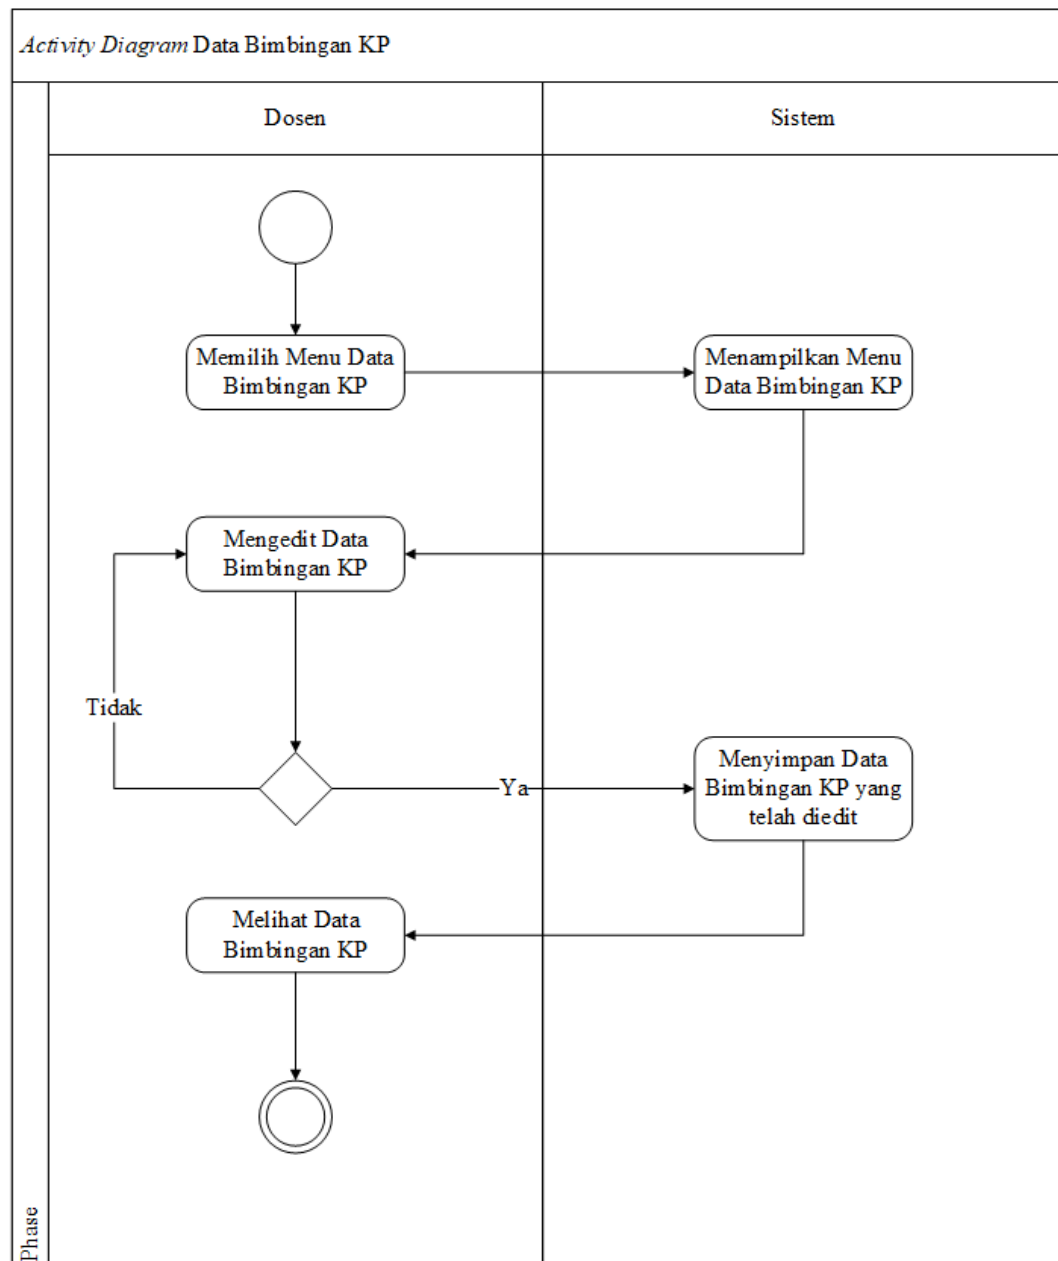 Activity Diagram Data Bimbingan KP
Dosen
Sistem
Memilih Menu Data
Bimbingan KP
Menampilkan Menu
Data Bimbingan KP
Mengedit Data
Bimbingan KP
Tidak
Ya
Menyimpan Data
Bimbingan KP yang
telah diedit
Melihat Data
Bimbingan KP
Phase